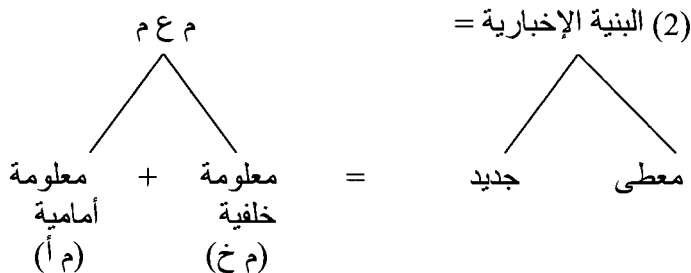 (2) البنية الإخبارية = م ع م
معطى جديد = معلومة + معلومة
خلفية أمامية
(م خ) (م أ)